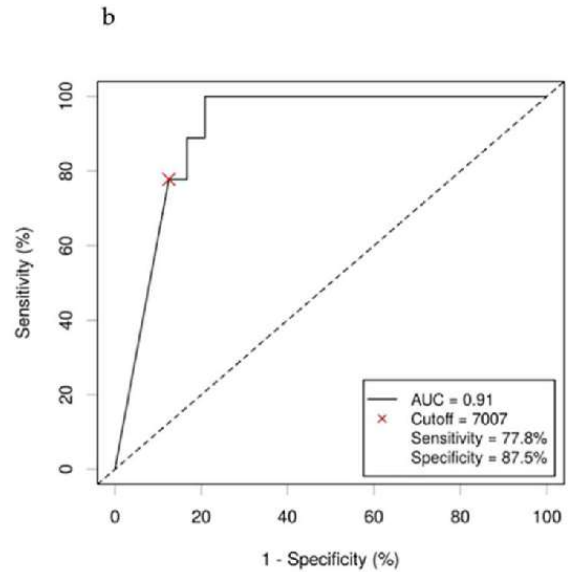 b
100
80
60
40
20
0
Sensitivity (%)
AUC = 0.91
Cutoff = 7007
Sensitivity = 77.8%
Specificity = 87.5%
0 20 40 60 80 100
1 - Specificity (%)